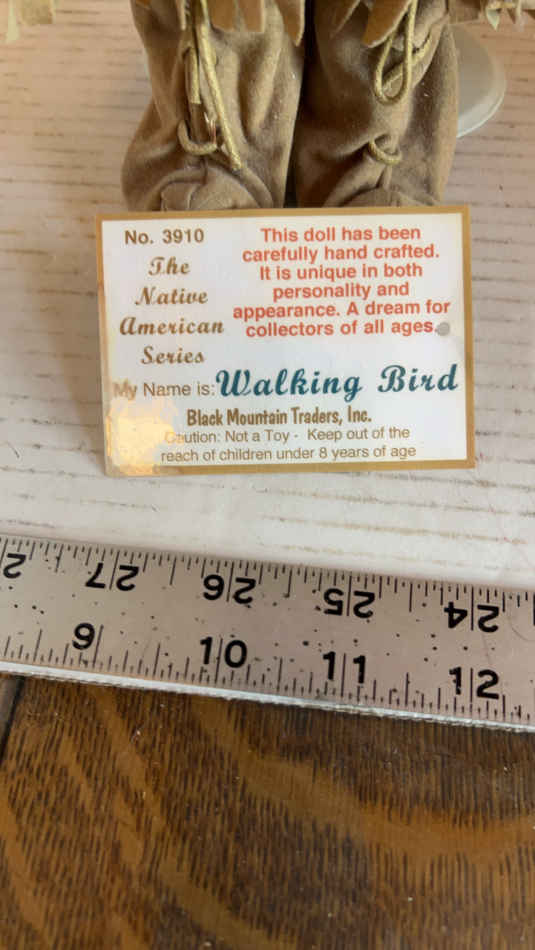 No. 3910
The
Native
American
Series
This doll has been
carefully hand crafted.
It is unique in both
personality and
appearance. A dream for
collectors of all ages.
My Name is: Walking Bird
Black Mountain Traders, Inc.
Caution: Not a Toy - Keep out of the
reach of children under 8 years of age
27 26 25 24
9 10 11 12